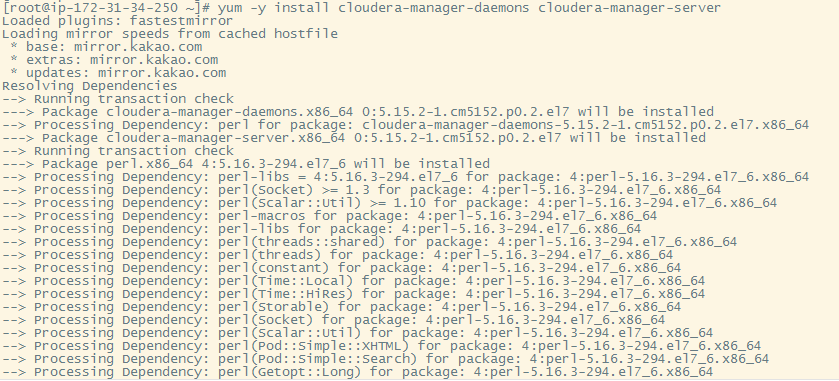 [root@ip-172-31-34-250 ~]# yum -y install cloudera-manager-daemons cloudera-manager-server
Loaded plugins: fastestmirror
Loading mirror speeds from cached hostfile
 * base: mirror.kakao.com
 * extras: mirror.kakao.com
 * updates: mirror.kakao.com
Resolving Dependencies
--> Running transaction check
---> Package cloudera-manager-daemons.x86_64 0:5.15.2-1.cm5152.p0.2.el7 will be installed
--> Processing Dependency: perl for package: cloudera-manager-daemons-5.15.2-1.cm5152.p0.2.el7.x86_64
---> Package cloudera-manager-server.x86_64 0:5.15.2-1.cm5152.p0.2.el7 will be installed
--> Running transaction check
---> Package perl.x86_64 4:5.16.3-294.el7_6 will be installed
--> Processing Dependency: perl-libs = 4:5.16.3-294.el7_6 for package: 4:perl-5.16.3-294.el7_6.x86_64
--> Processing Dependency: perl(Socket) >= 1.3 for package: 4:perl-5.16.3-294.el7_6.x86_64
--> Processing Dependency: perl(Scalar::Util) >= 1.10 for package: 4:perl-5.16.3-294.el7_6.x86_64
--> Processing Dependency: perl-macros for package: 4:perl-5.16.3-294.el7_6.x86_64
--> Processing Dependency: perl-libs for package: 4:perl-5.16.3-294.el7_6.x86_64
--> Processing Dependency: perl(threads::shared) for package: 4:perl-5.16.3-294.el7_6.x86_64
--> Processing Dependency: perl(threads) for package: 4:perl-5.16.3-294.el7_6.x86_64
--> Processing Dependency: perl(constant) for package: 4:perl-5.16.3-294.el7_6.x86_64
--> Processing Dependency: perl(Time::Local) for package: 4:perl-5.16.3-294.el7_6.x86_64
--> Processing Dependency: perl(Time::HiRes) for package: 4:perl-5.16.3-294.el7_6.x86_64
--> Processing Dependency: perl(Storable) for package: 4:perl-5.16.3-294.el7_6.x86_64
--> Processing Dependency: perl(Socket) for package: 4:perl-5.16.3-294.el7_6.x86_64
--> Processing Dependency: perl(Scalar::Util) for package: 4:perl-5.16.3-294.el7_6.x86_64
--> Processing Dependency: perl(Pod::Simple::XHTML) for package: 4:perl-5.16.3-294.el7_6.x86_64
--> Processing Dependency: perl(Pod::Simple::Search) for package: 4:perl-5.16.3-294.el7_6.x86_64
--> Processing Dependency: perl(Getopt::Long) for package: 4:perl-5.16.3-294.el7_6.x86_64